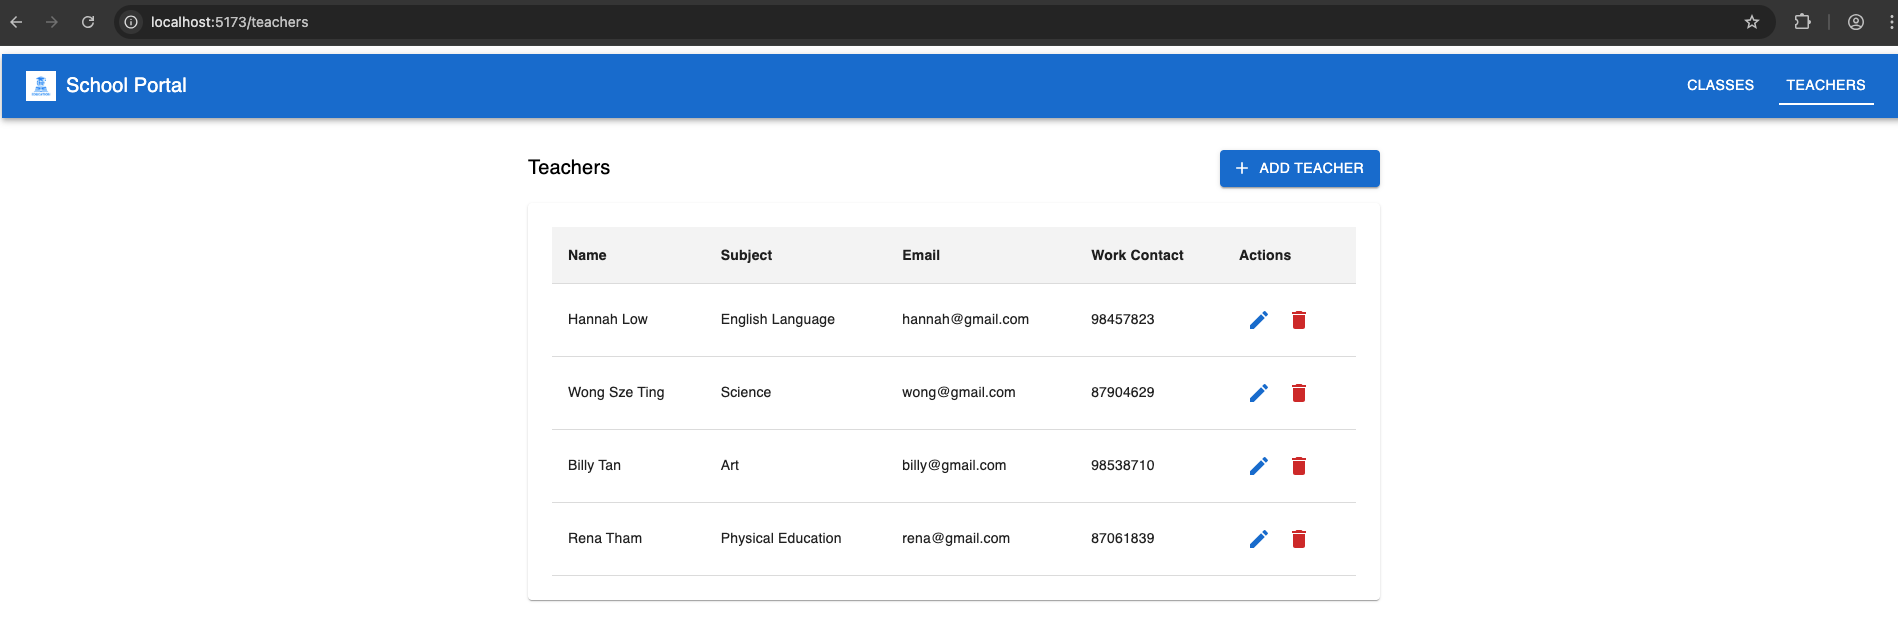 localhost:5173/teachers
School Portal
CLASSES TEACHERS
Teachers
ADD TEACHER
Name Subject Email Work Contact Actions
Hannah Low English Language hannah@gmail.com 98457823
Wong Sze Ting Science wong@gmail.com 87904629
Billy Tan Art billy@gmail.com 98538710
Rena Tham Physical Education rena@gmail.com 87061839